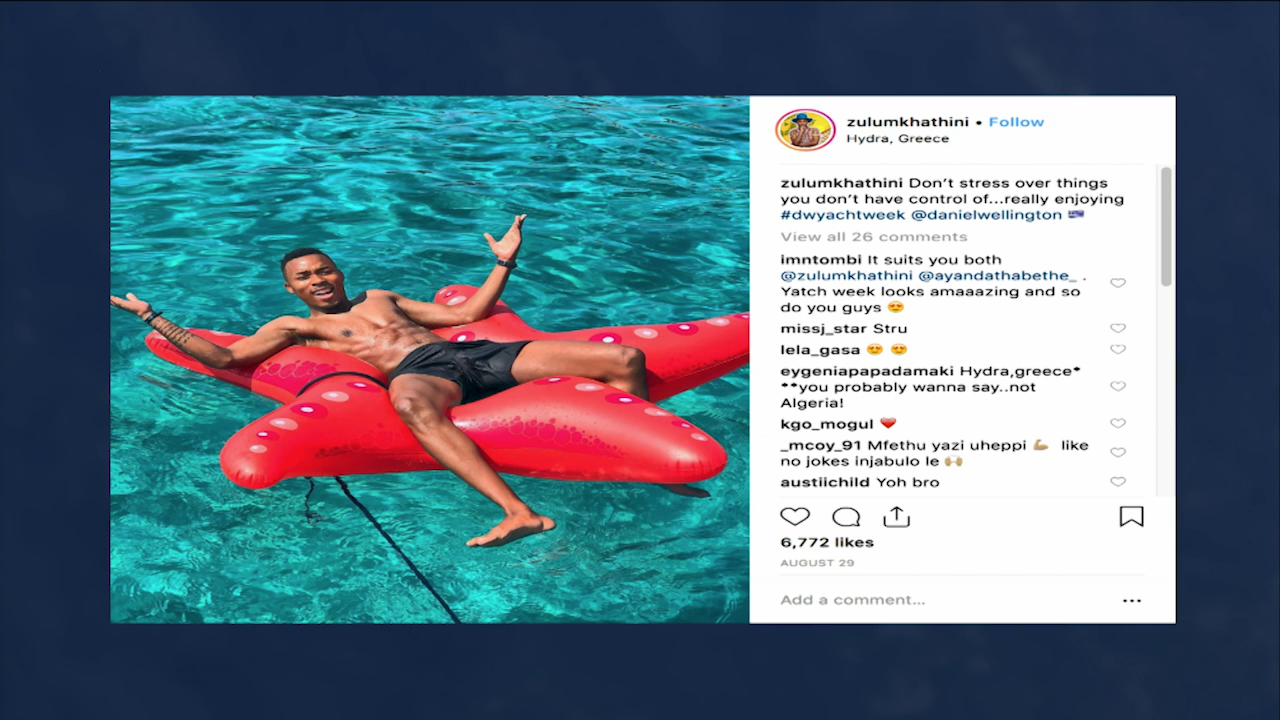 zulumkhathini • Follow
Hydra, Greece
zulumkhathini Don't stress over things
you don't have control of...really enjoying
#dwyachtweek @danielwellington
View all 26 comments
imntombi It suits you both
@zulumkhathini @ayandathabethe_ .
Yatch week looks amaaazing and so
do you guys 😍
missj_star Stru
lela_gasa 😍 😍
eygeniapapadamaki Hydra,greece*
**you probably wanna say..not
Algeria!
kgo_mogul ❤️
_mcoy_91 Mfethu yazi uheppi 💪🏽 like
no jokes injabulo le 🙌🏽
austiichild Yoh bro
6,772 likes
AUGUST 29
Add a comment...